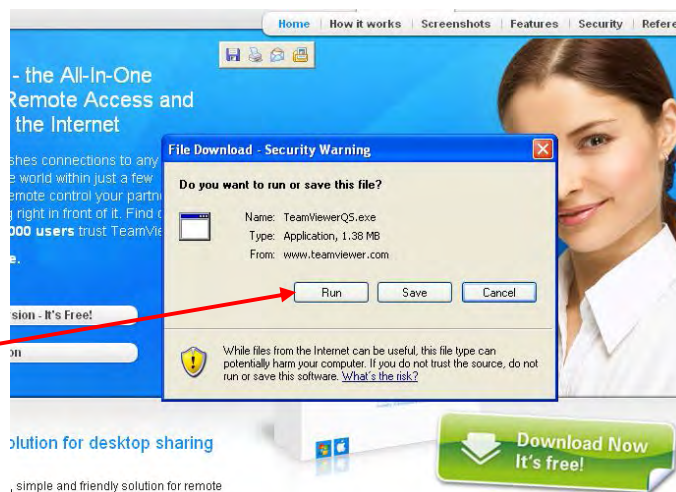 Home How it works Screenshots Features Security Refere
- the All-In-One
Remote Access and
the Internet
shes connections to any
e world within just a few
emote control your partn
g right in front of it. Find
000 users trust TeamVie
e.
File Download - Security Warning
Do you want to run or save this file?
Name: TeamViewerQS.exe
Type: Application, 1.38 MB
From: www.teamviewer.com
Run Save Cancel
sion - It's Free!
on
While files from the Internet can be useful, this file type can
potentially harm your computer. If you do not trust the source, do not
run or save this software. What's the risk?
olution for desktop sharing
Download Now
It's free!
, simple and friendly solution for remote